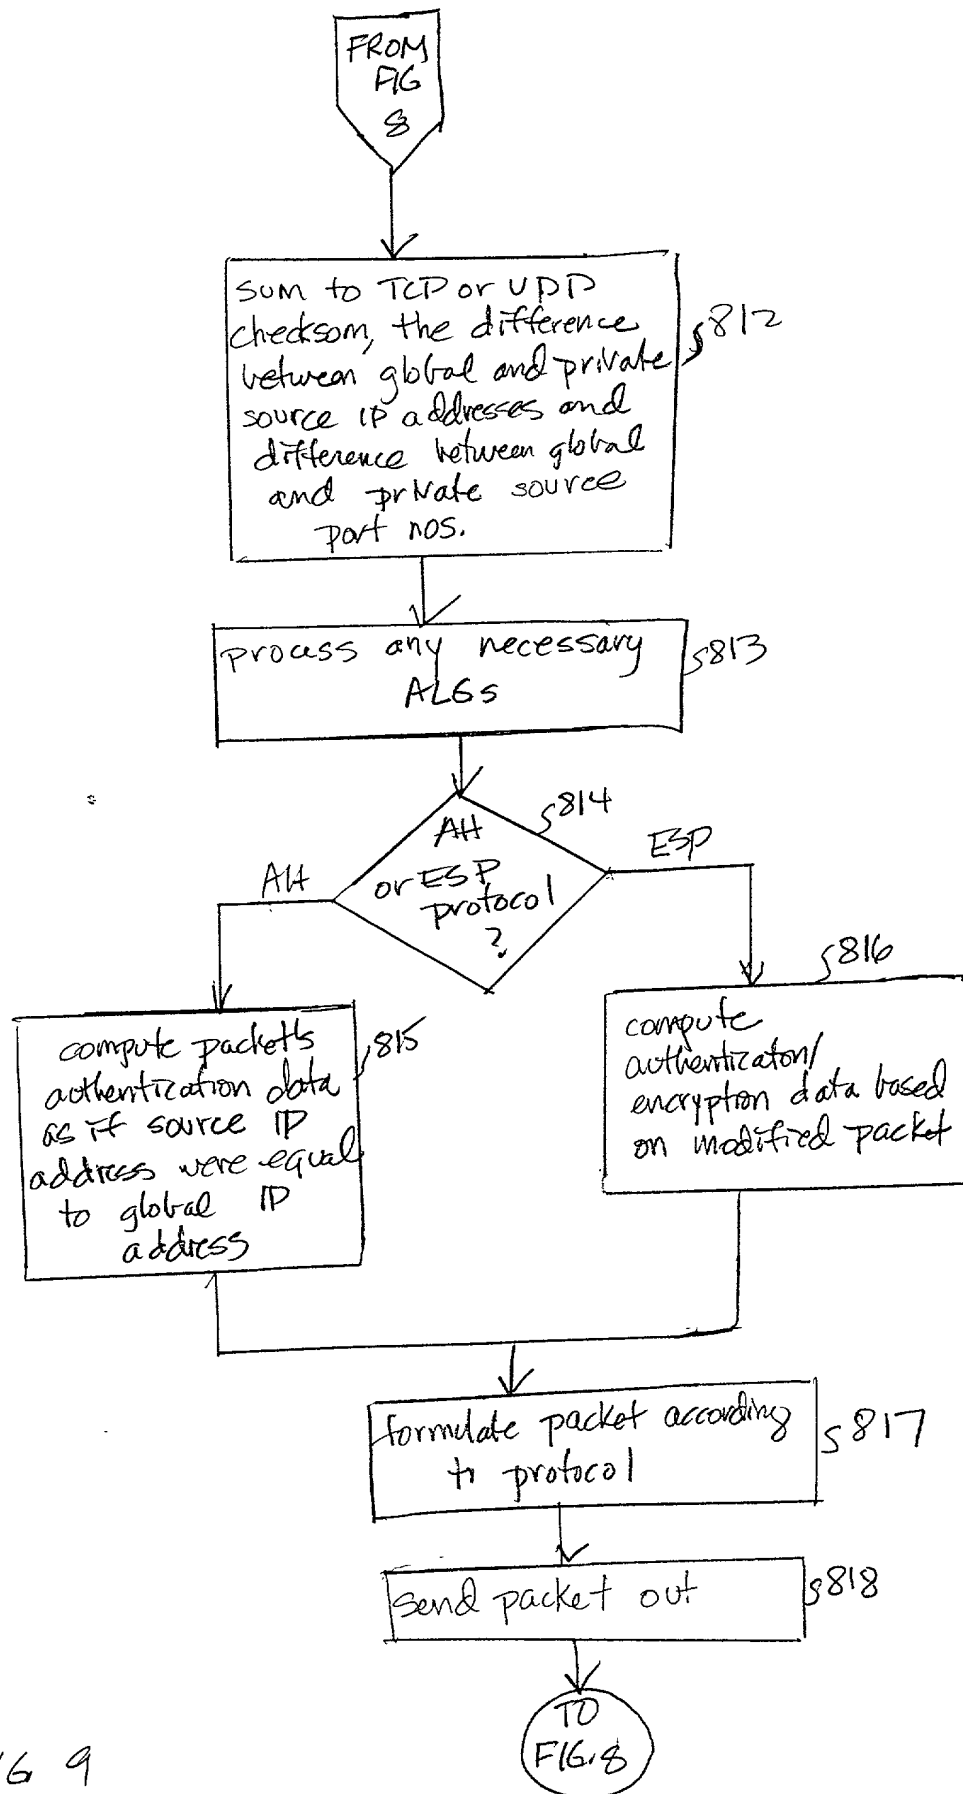 FROM
FIG
8
sum to TCP or UDP
checksom, the difference
between global and private
source IP addresses and
difference between global
and private source
port nos.
812
process any necessary
ALGs
813
814
AH
or ESP
protocol
?
AH
ESP
compute packet's
authentication data
as if source IP
address were equal
to global IP
address
815
816
compute
authenticaton/
encryption data based
on modified packet
formulate packet according
to protocol
817
send packet out
818
TO
FIG. 8
G 9